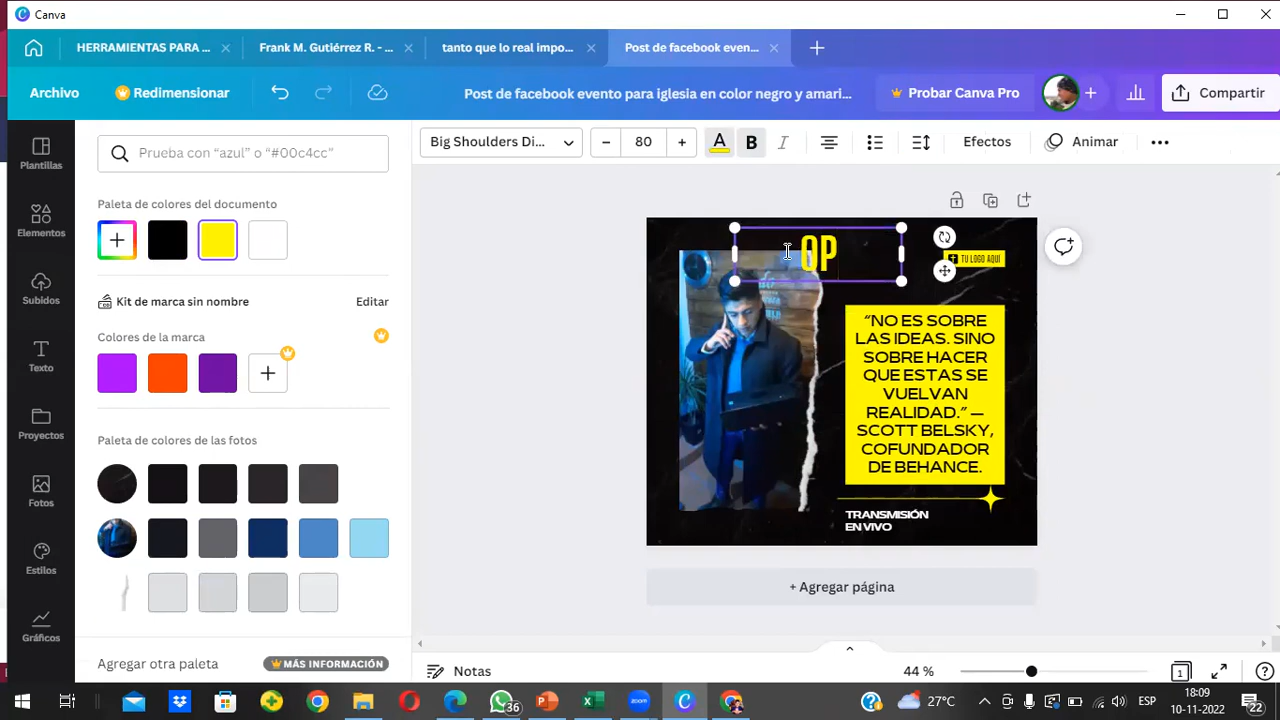 Canva
HERRAMIENTAS PARA ...
Frank M. Gutiérrez R. - ...
tanto que lo real impo...
Post de facebook even...
Archivo
Redimensionar
Post de facebook evento para iglesia en color negro y amari...
Probar Canva Pro
Compartir
Plantillas
Elementos
Subidos
Texto
Proyectos
Fotos
Estilos
Gráficos
Prueba con “azul” o “#00c4cc”
Paleta de colores del documento
Kit de marca sin nombre
Editar
Colores de la marca
Paleta de colores de las fotos
Agregar otra paleta
MÁS INFORMACIÓN
Big Shoulders Di...
80
A
B
I
Efectos
Animar
OP
TU LOGO AQUI
“NO ES SOBRE
LAS IDEAS. SINO
SOBRE HACER
QUE ESTAS SE
VUELVAN
REALIDAD.” —
SCOTT BELSKY,
COFUNDADOR
DE BEHANCE.
TRANSMISIÓN
EN VIVO
+ Agregar página
Notas
44 %
1
36
zoom
27°C
ESP
18:09
10-11-2022
22